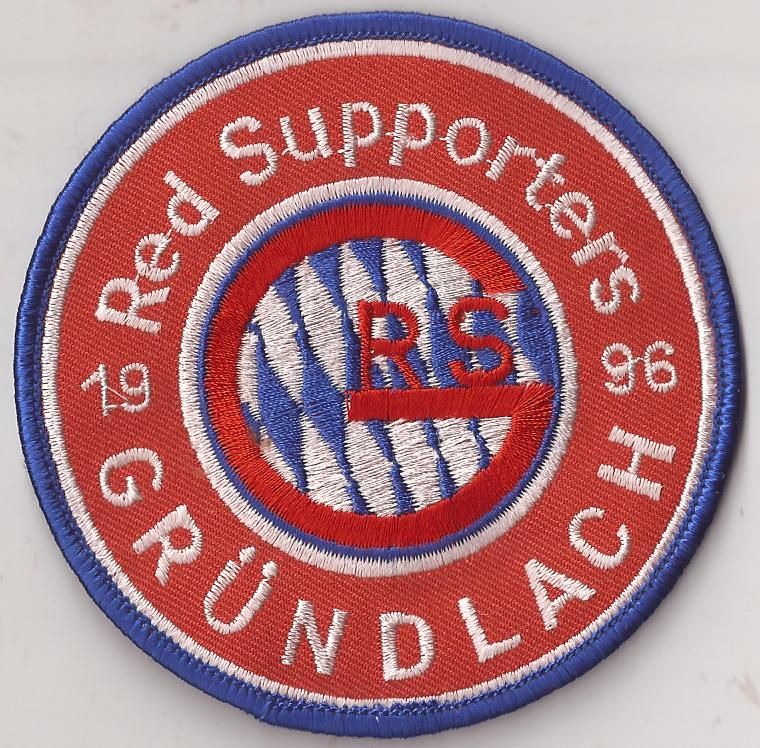 Red Supporters
19 96
GRÜNDLACH
G
RS